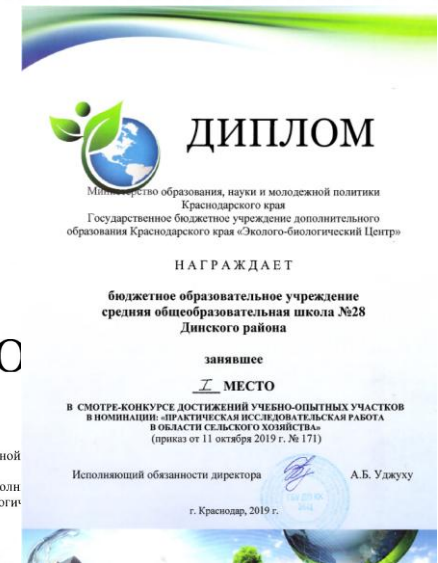 ДИПЛОМ
Министерство образования, науки и молодежной политики
Краснодарского края
Государственное бюджетное учреждение дополнительного
образования Краснодарского края «Эколого-биологический Центр»
НАГРАЖДАЕТ
бюджетное образовательное учреждение
средняя общеобразовательная школа №28
Динского района
занявшее
I МЕСТО
В СМОТРЕ-КОНКУРСЕ ДОСТИЖЕНИЙ УЧЕБНО-ОПЫТНЫХ УЧАСТКОВ
В НОМИНАЦИИ: «ПРАКТИЧЕСКАЯ ИССЛЕДОВАТЕЛЬСКАЯ РАБОТА
В ОБЛАСТИ СЕЛЬСКОГО ХОЗЯЙСТВА»
(приказ от 11 октября 2019 г. № 171)
Исполняющий обязанности директора А.Б. Уджуху
г. Краснодар, 2019 г.